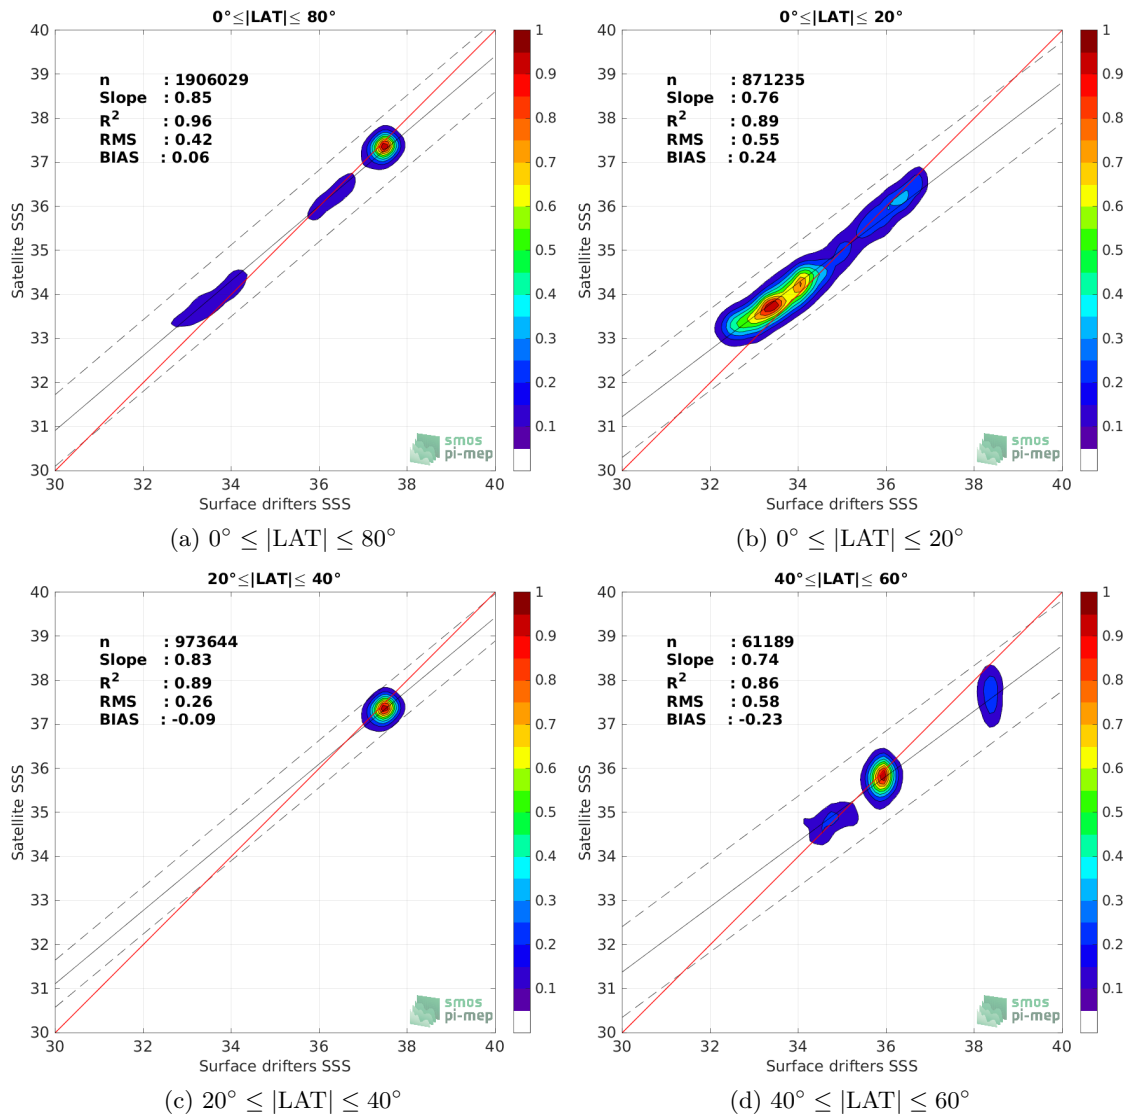 0°≤|LAT|≤ 80°
n : 1906029
Slope : 0.85
R2 : 0.96
RMS : 0.42
BIAS : 0.06
Satellite SSS
40
39
38
37
36
35
34
33
32
31
30
30 32 34 36 38 40
Surface drifters SSS
1
0.9
0.8
0.7
0.6
0.5
0.4
0.3
0.2
0.1
smos
pi-mep
(a) 0° ≤ |LAT| ≤ 80°
0°≤|LAT|≤ 20°
n : 871235
Slope : 0.76
R2 : 0.89
RMS : 0.55
BIAS : 0.24
Satellite SSS
40
39
38
37
36
35
34
33
32
31
30
30 32 34 36 38 40
Surface drifters SSS
1
0.9
0.8
0.7
0.6
0.5
0.4
0.3
0.2
0.1
smos
pi-mep
(b) 0° ≤ |LAT| ≤ 20°
20°≤|LAT|≤ 40°
n : 973644
Slope : 0.83
R2 : 0.89
RMS : 0.26
BIAS : -0.09
Satellite SSS
40
39
38
37
36
35
34
33
32
31
30
30 32 34 36 38 40
Surface drifters SSS
1
0.9
0.8
0.7
0.6
0.5
0.4
0.3
0.2
0.1
smos
pi-mep
(c) 20° ≤ |LAT| ≤ 40°
40°≤|LAT|≤ 60°
n : 61189
Slope : 0.74
R2 : 0.86
RMS : 0.58
BIAS : -0.23
Satellite SSS
40
39
38
37
36
35
34
33
32
31
30
30 32 34 36 38 40
Surface drifters SSS
1
0.9
0.8
0.7
0.6
0.5
0.4
0.3
0.2
0.1
smos
pi-mep
(d) 40° ≤ |LAT| ≤ 60°